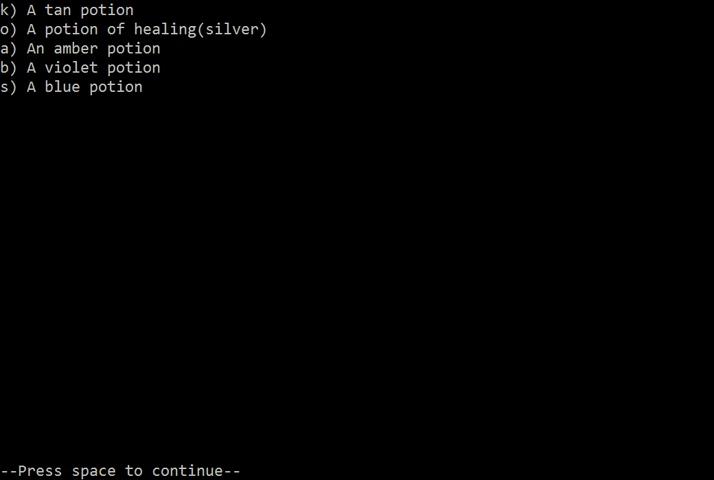 k) A tan potion
o) A potion of healing(silver)
a) An amber potion
b) A violet potion
s) A blue potion
--Press space to continue--